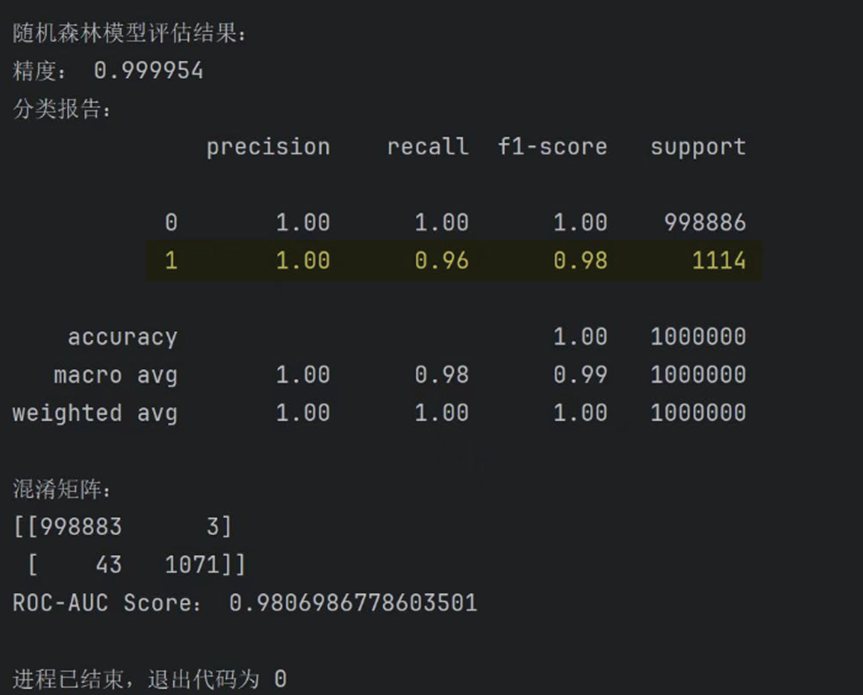 随机森林模型评估结果：
精度： 0.999954
分类报告：
precision recall f1-score support
0 1.00 1.00 1.00 998886
1 1.00 0.96 0.98 1114
accuracy 1.00 1000000
macro avg 1.00 0.98 0.99 1000000
weighted avg 1.00 1.00 1.00 1000000
混淆矩阵：
[[998883 3]
[ 43 1071]]
ROC-AUC Score： 0.9806986778603501
进程已结束，退出代码为 0